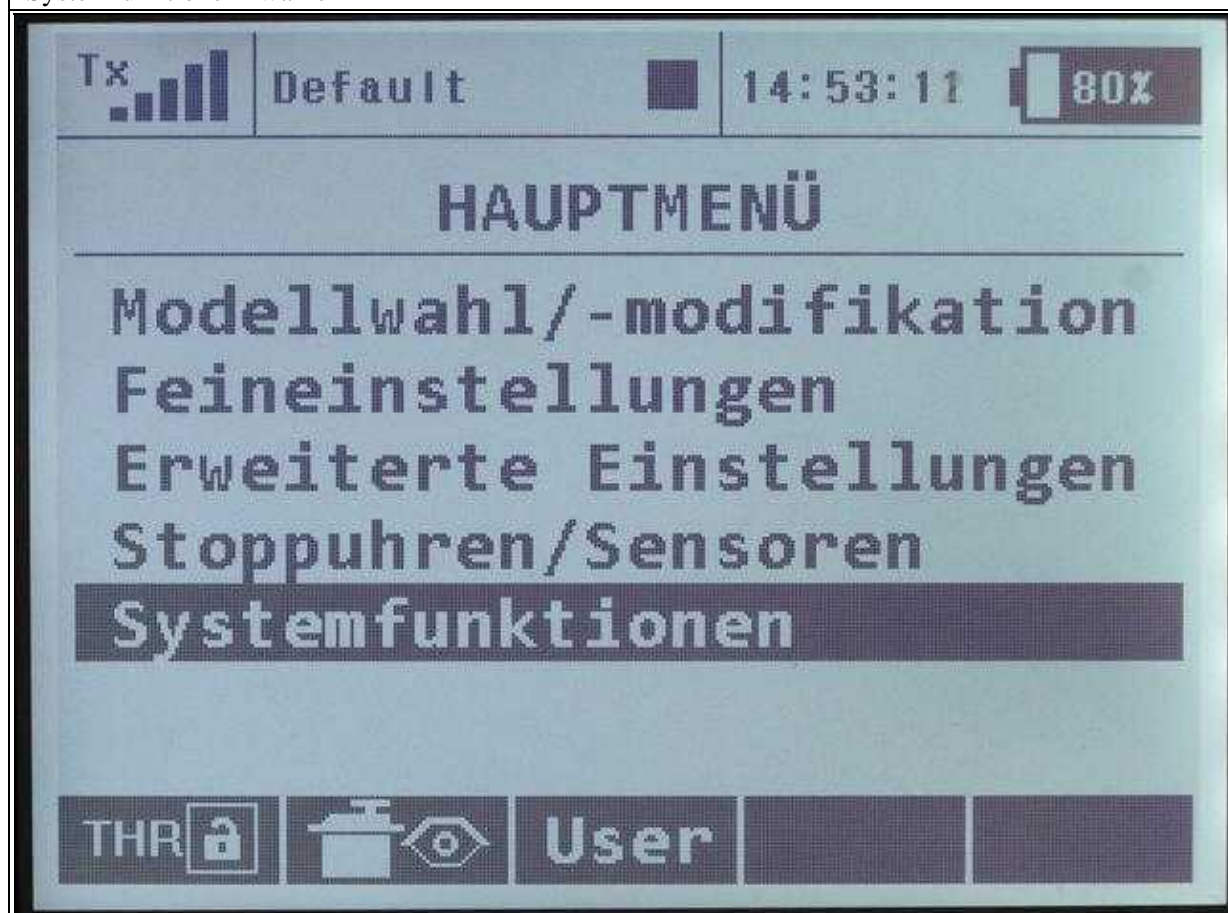 Tx Default 14:53:11 80%
HAUPTMENÜ
Modellwahl/-modifikation
Feineinstellungen
Erweiterte Einstellungen
Stoppuhren/Sensoren
Systemfunktionen
THR User